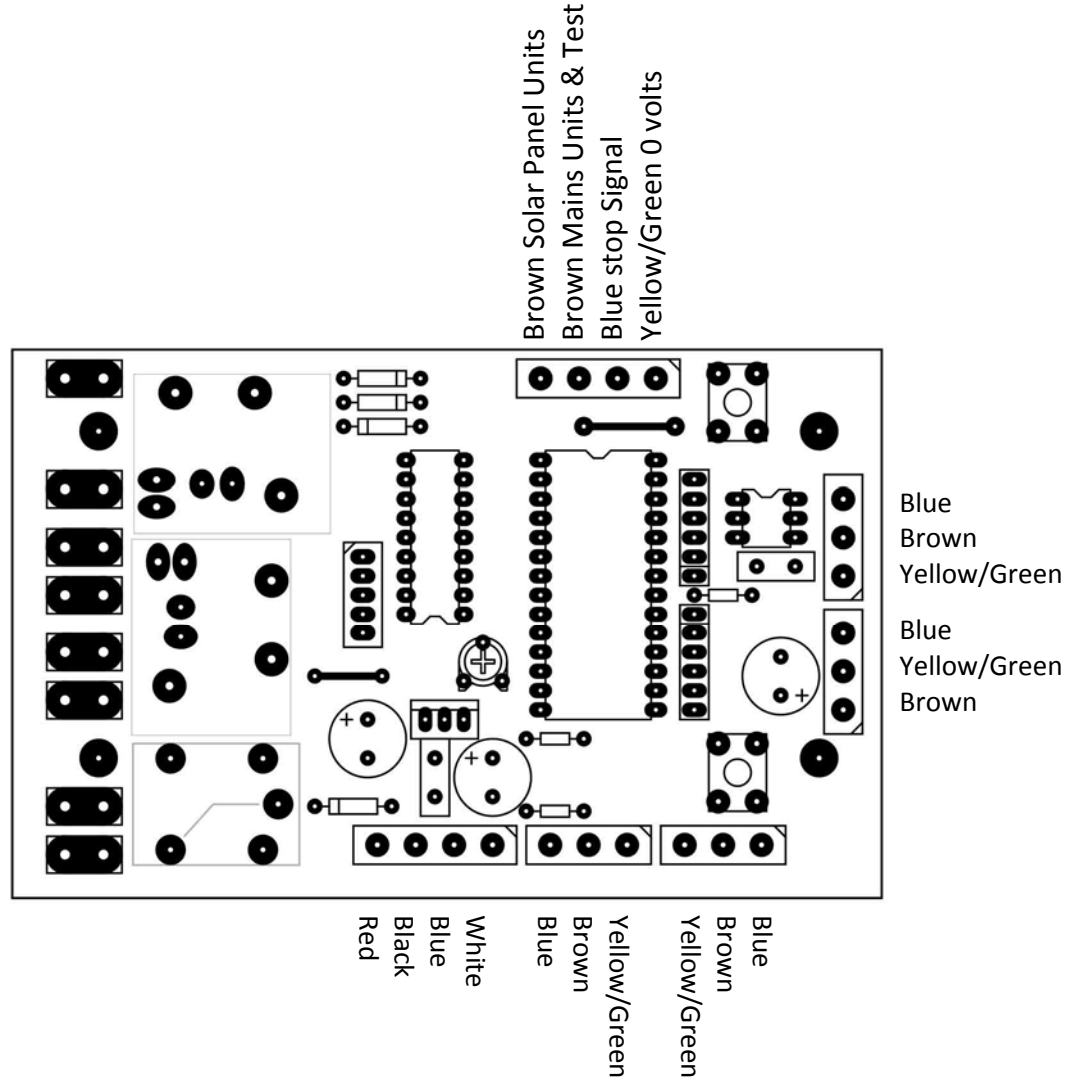 Brown Solar Panel Units
Brown Mains Units & Test
Blue stop Signal
Yellow/Green 0 volts
Blue
Brown
Yellow/Green
Blue
Yellow/Green
Brown
Red
Black
Blue
White
Blue
Brown
Yellow/Green
Yellow/Green
Brown
Blue